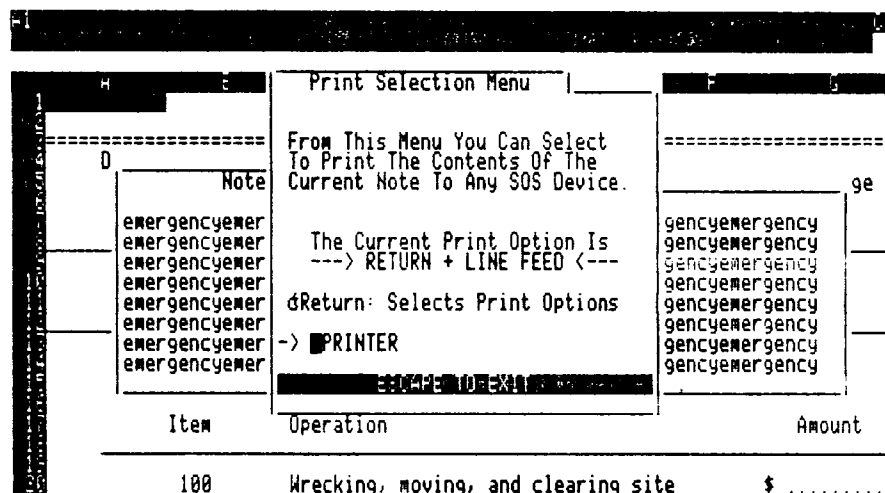 A1
A E Print Selection Menu F G
From This Menu You Can Select
To Print The Contents Of The
Current Note To Any SOS Device.
D
Note
ge
emergencyemer gencyemergency
emergencyemer The Current Print Option Is gencyemergency
emergencyemer ---> RETURN + LINE FEED <--- gencyemergency
emergencyemer gencyemergency
emergencyemer Return: Selects Print Options gencyemergency
emergencyemer gencyemergency
emergencyemer -> PRINTER gencyemergency
emergencyemer gencyemergency
ESCAPE TO EXIT
Item Operation Amount
100 Wrecking, moving, and clearing site $ .........